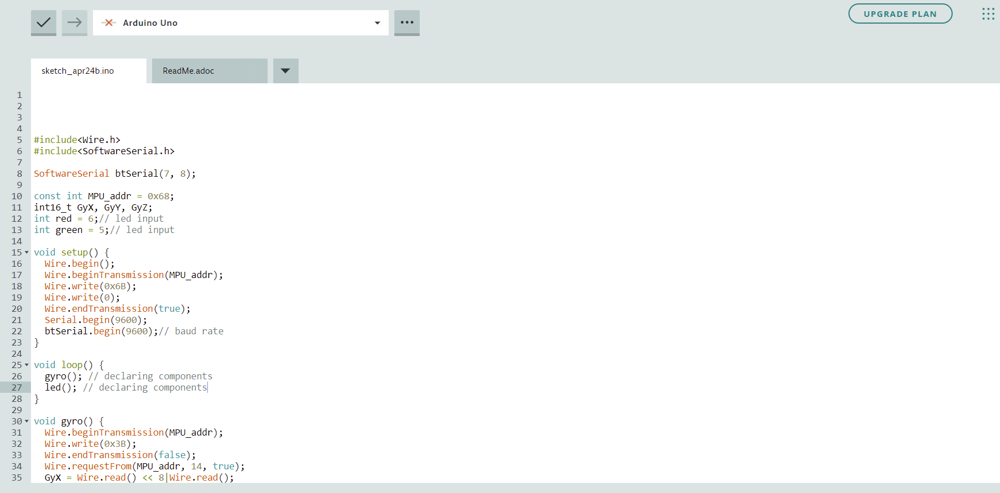 Arduino Uno
UPGRADE PLAN
sketch_apr24b.ino
ReadMe.adoc
1
2
3
4
5 #include<Wire.h>
6 #include<SoftwareSerial.h>
7
8 SoftwareSerial btSerial(7, 8);
9
10 const int MPU_addr = 0x68;
11 int16_t GyX, GyY, GyZ;
12 int red = 6;// led input
13 int green = 5;// led input
14
15 void setup() {
16 Wire.begin();
17 Wire.beginTransmission(MPU_addr);
18 Wire.write(0x6B);
19 Wire.write(0);
20 Wire.endTransmission(true);
21 Serial.begin(9600);
22 btSerial.begin(9600);// baud rate
23 }
24
25 void loop() {
26 gyro(); // declaring components
27 led(); // declaring components
28 }
29
30 void gyro() {
31 Wire.beginTransmission(MPU_addr);
32 Wire.write(0x3B);
33 Wire.endTransmission(false);
34 Wire.requestFrom(MPU_addr, 14, true);
35 GyX = Wire.read() << 8|Wire.read();